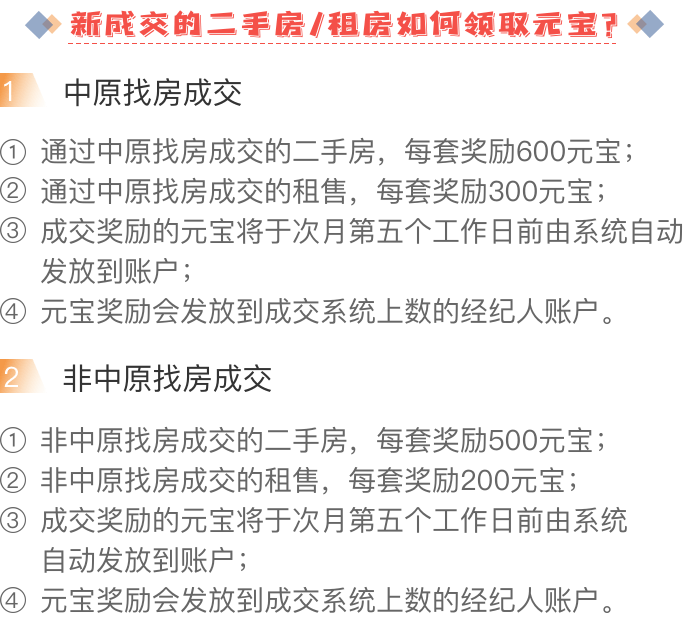 新成交的二手房/租房如何领取元宝?
1 中原找房成交
① 通过中原找房成交的二手房，每套奖励600元宝；
② 通过中原找房成交的租售，每套奖励300元宝；
③ 成交奖励的元宝将于次月第五个工作日前由系统自动
发放到账户；
④ 元宝奖励会发放到成交系统上数的经纪人账户。
2 非中原找房成交
① 非中原找房成交的二手房，每套奖励500元宝；
② 非中原找房成交的租售，每套奖励200元宝；
③ 成交奖励的元宝将于次月第五个工作日前由系统
自动发放到账户；
④ 元宝奖励会发放到成交系统上数的经纪人账户。